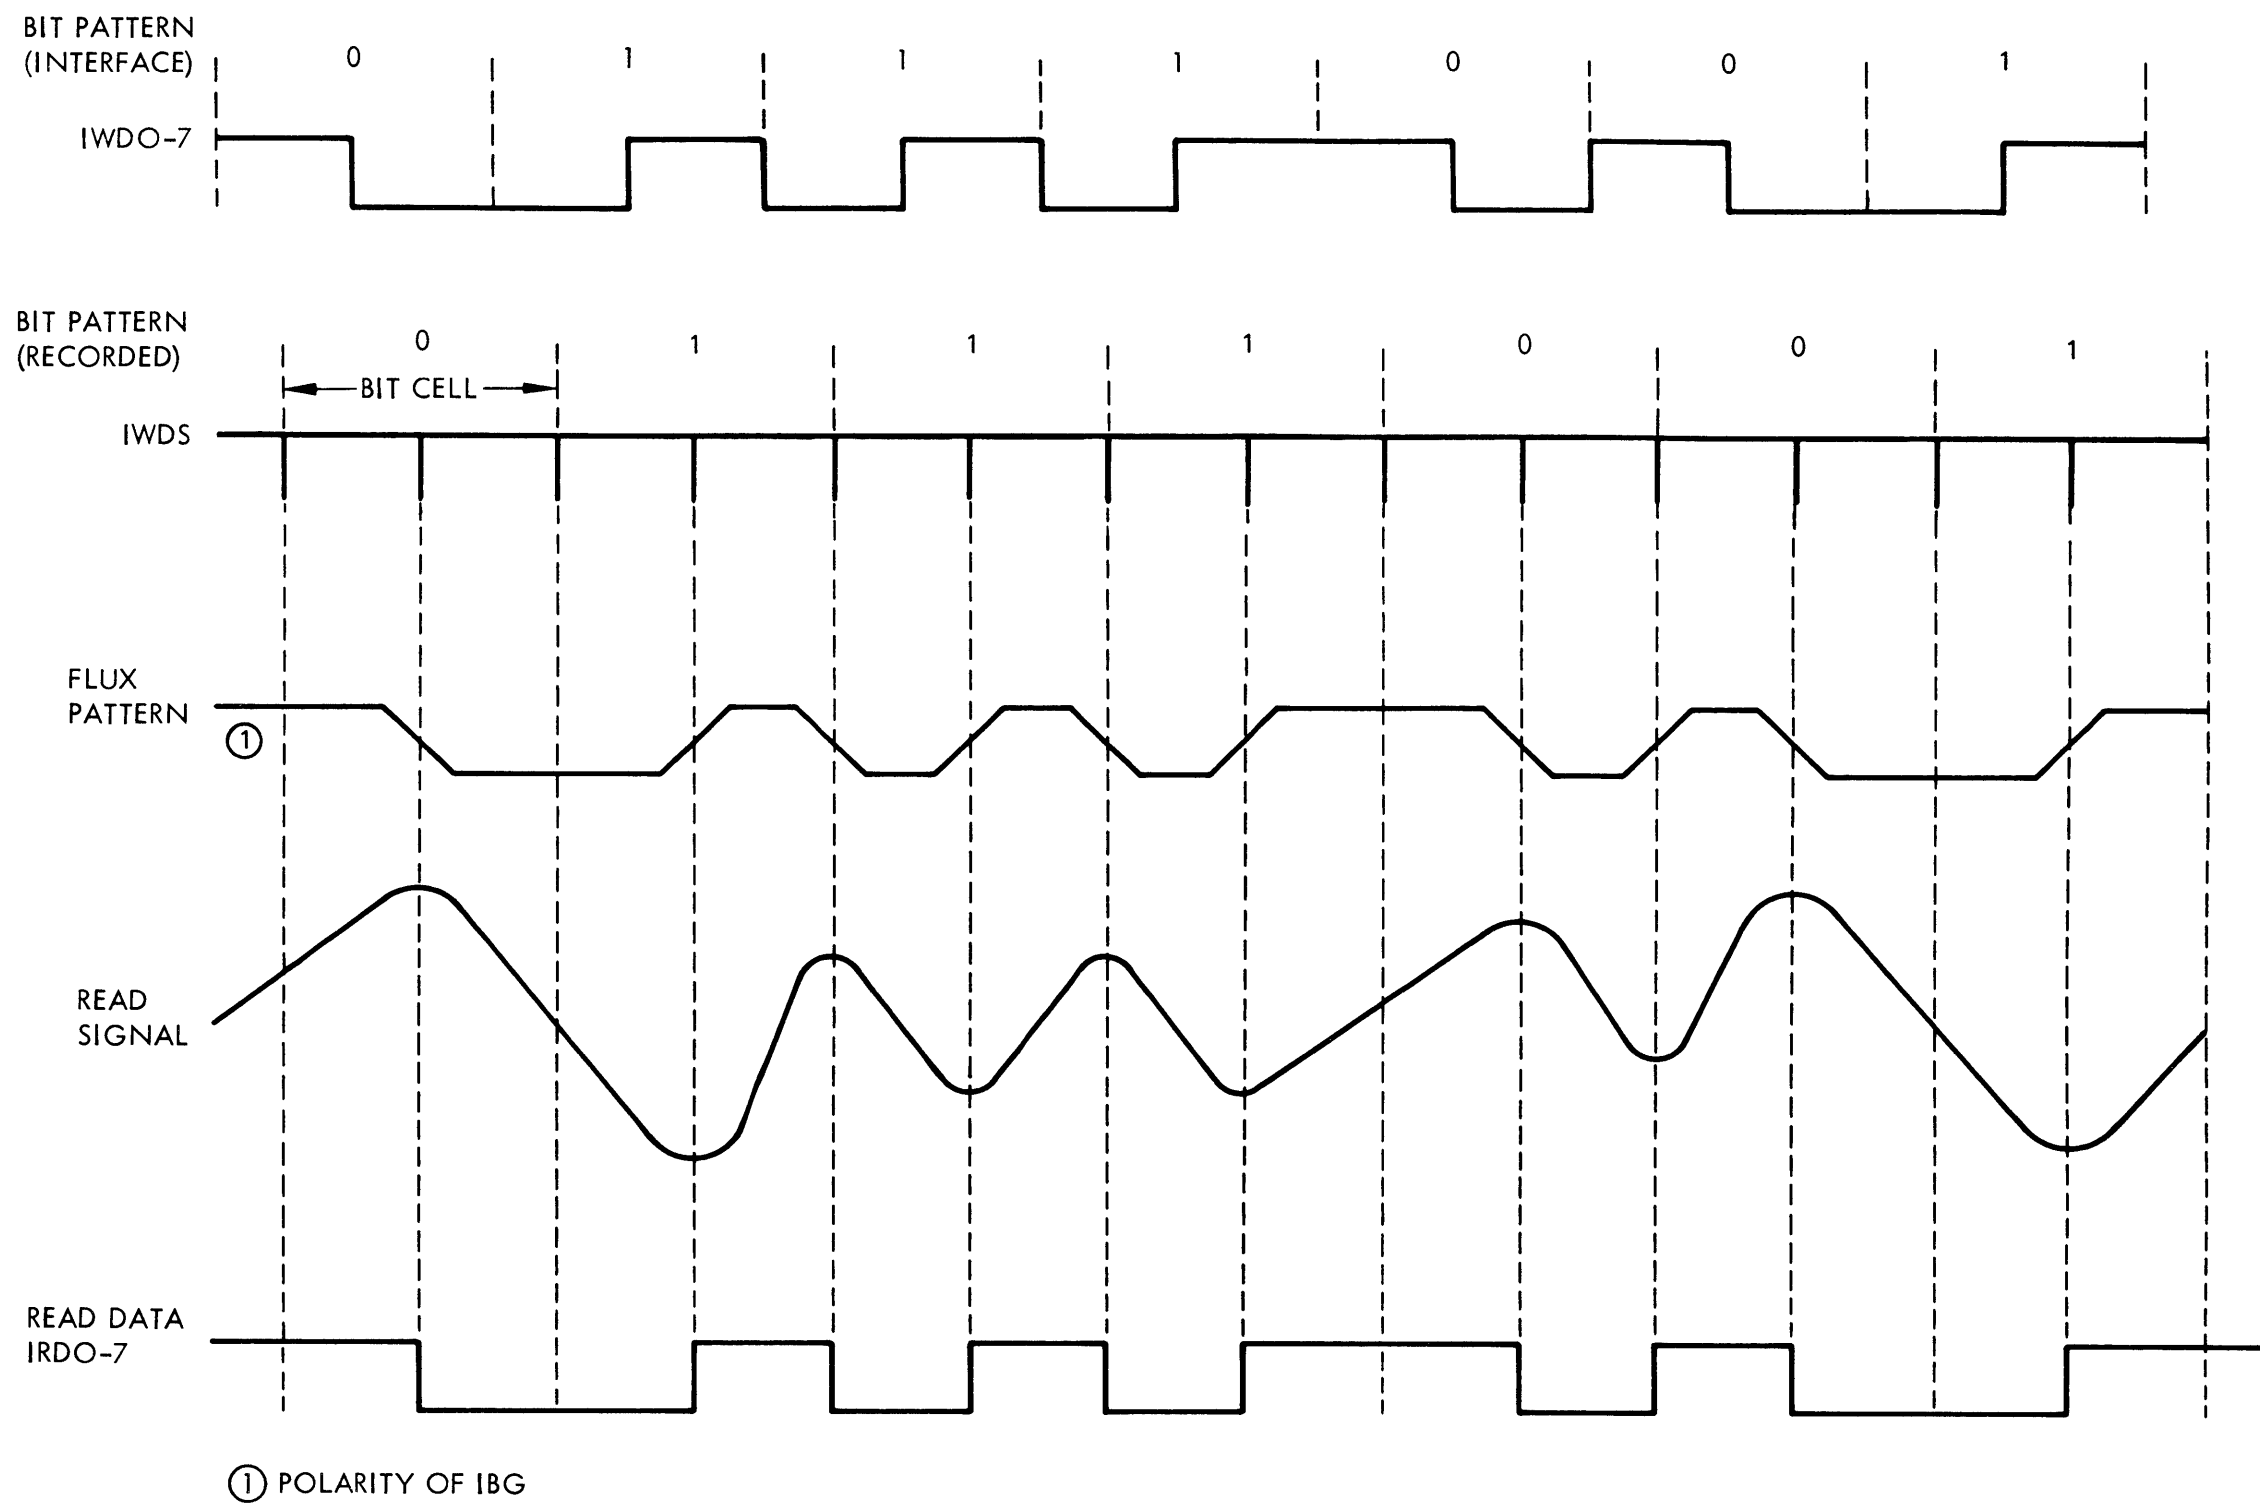 BIT PATTERN
(INTERFACE)
0 1 1 1 0 0 1
IWDO-7
BIT PATTERN
(RECORDED)
0 1 1 1 0 0 1
BIT CELL
IWDS
FLUX
PATTERN
1
READ
SIGNAL
READ DATA
IRDO-7
1 POLARITY OF IBG